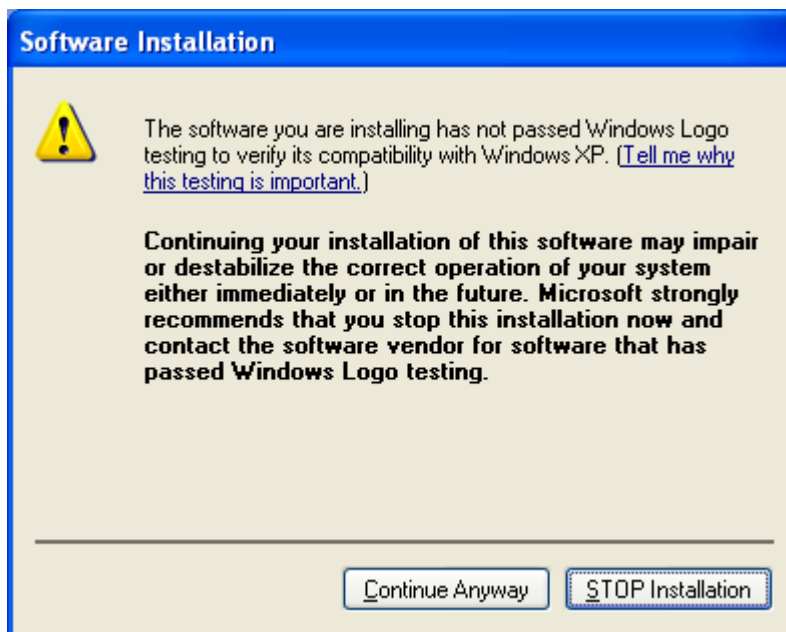 Software Installation
The software you are installing has not passed Windows Logo
testing to verify its compatibility with Windows XP. (Tell me why
this testing is important.)
Continuing your installation of this software may impair
or destabilize the correct operation of your system
either immediately or in the future. Microsoft strongly
recommends that you stop this installation now and
contact the software vendor for software that has
passed Windows Logo testing.
Continue Anyway STOP Installation